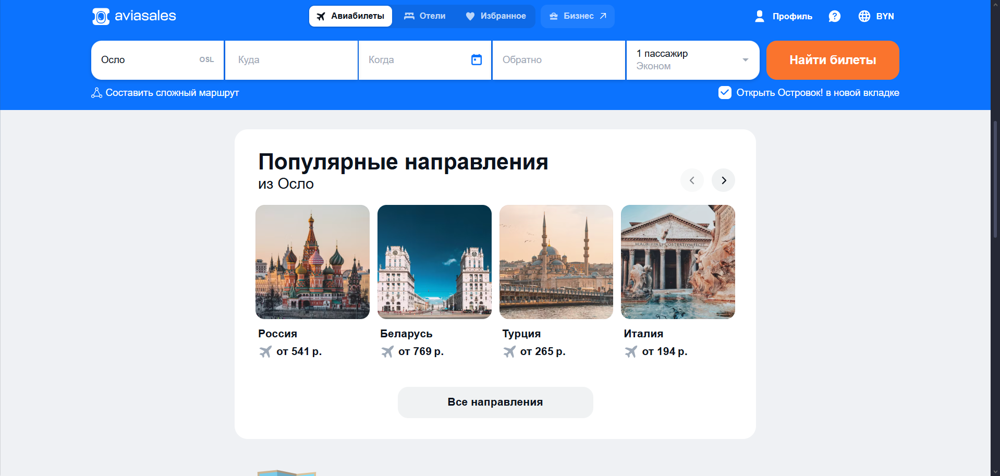 aviasales
Авиабилеты
Отели
Избранное
Бизнес
Профиль
?
BYN
Осло
OSL
Куда
Когда
Обратно
1 пассажир
Эконом
Найти билеты
Составить сложный маршрут
Открыть Островок! в новой вкладке
Популярные направления
из Осло
M·AGRIPPA·L·F·COS·TERTIVM·FECIT
Россия
Беларусь
Турция
Италия
от 541 р.
от 769 р.
от 265 р.
от 194 р.
Все направления